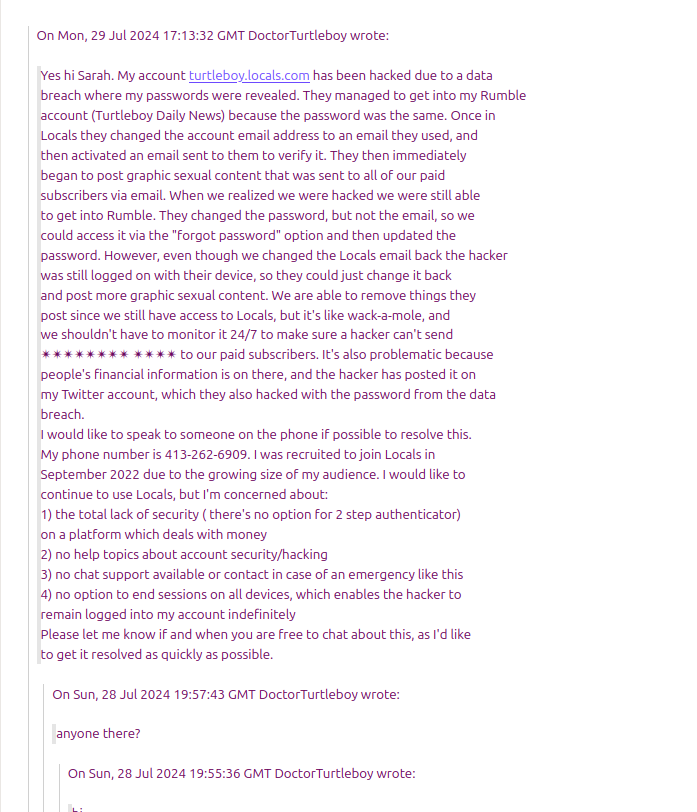 On Mon, 29 Jul 2024 17:13:32 GMT DoctorTurtleboy wrote:
Yes hi Sarah. My account turtleboy.locals.com has been hacked due to a data
breach where my passwords were revealed. They managed to get into my Rumble
account (Turtleboy Daily News) because the password was the same. Once in
Locals they changed the account email address to an email they used, and
then activated an email sent to them to verify it. They then immediately
began to post graphic sexual content that was sent to all of our paid
subscribers via email. When we realized we were hacked we were still able
to get into Rumble. They changed the password, but not the email, so we
could access it via the "forgot password" option and then updated the
password. However, even though we changed the Locals email back the hacker
was still logged on with their device, so they could just change it back
and post more graphic sexual content. We are able to remove things they
post since we still have access to Locals, but it's like wack-a-mole, and
we shouldn't have to monitor it 24/7 to make sure a hacker can't send
✴✴✴✴✴✴✴✴ ✴✴✴✴ to our paid subscribers. It's also problematic because
people's financial information is on there, and the hacker has posted it on
my Twitter account, which they also hacked with the password from the data
breach.
I would like to speak to someone on the phone if possible to resolve this.
My phone number is 413-262-6909. I was recruited to join Locals in
September 2022 due to the growing size of my audience. I would like to
continue to use Locals, but I'm concerned about:
1) the total lack of security ( there's no option for 2 step authenticator)
on a platform which deals with money
2) no help topics about account security/hacking
3) no chat support available or contact in case of an emergency like this
4) no option to end sessions on all devices, which enables the hacker to
remain logged into my account indefinitely
Please let me know if and when you are free to chat about this, as I'd like
to get it resolved as quickly as possible.
On Sun, 28 Jul 2024 19:57:43 GMT DoctorTurtleboy wrote:
anyone there?
On Sun, 28 Jul 2024 19:55:36 GMT DoctorTurtleboy wrote:
hi